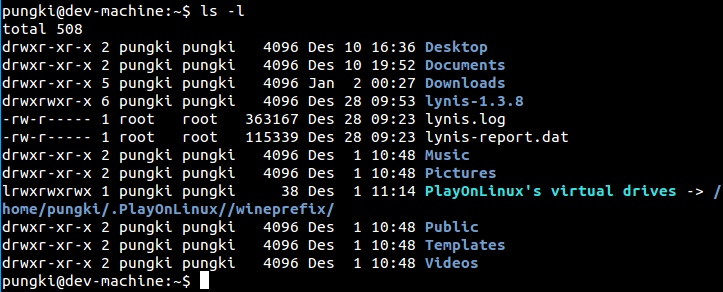 pungki@dev-machine:~$ ls -l
total 508
drwxr-xr-x 2 pungki pungki   4096 Des 10 16:36 Desktop
drwxr-xr-x 2 pungki pungki   4096 Des 10 19:52 Documents
drwxr-xr-x 5 pungki pungki   4096 Jan  2 00:27 Downloads
drwxrwxr-x 6 pungki pungki   4096 Des 28 09:53 lynis-1.3.8
-rw-r----- 1 root   root   363167 Des 28 09:23 lynis.log
-rw-r----- 1 root   root   115339 Des 28 09:23 lynis-report.dat
drwxr-xr-x 2 pungki pungki   4096 Des  1 10:48 Music
drwxr-xr-x 2 pungki pungki   4096 Des  1 10:48 Pictures
lrwxrwxrwx 1 pungki pungki     38 Des  1 11:14 PlayOnLinux's virtual drives -> /
home/pungki/.PlayOnLinux//wineprefix/
drwxr-xr-x 2 pungki pungki   4096 Des  1 10:48 Public
drwxr-xr-x 2 pungki pungki   4096 Des  1 10:48 Templates
drwxr-xr-x 2 pungki pungki   4096 Des  1 10:48 Videos
pungki@dev-machine:~$